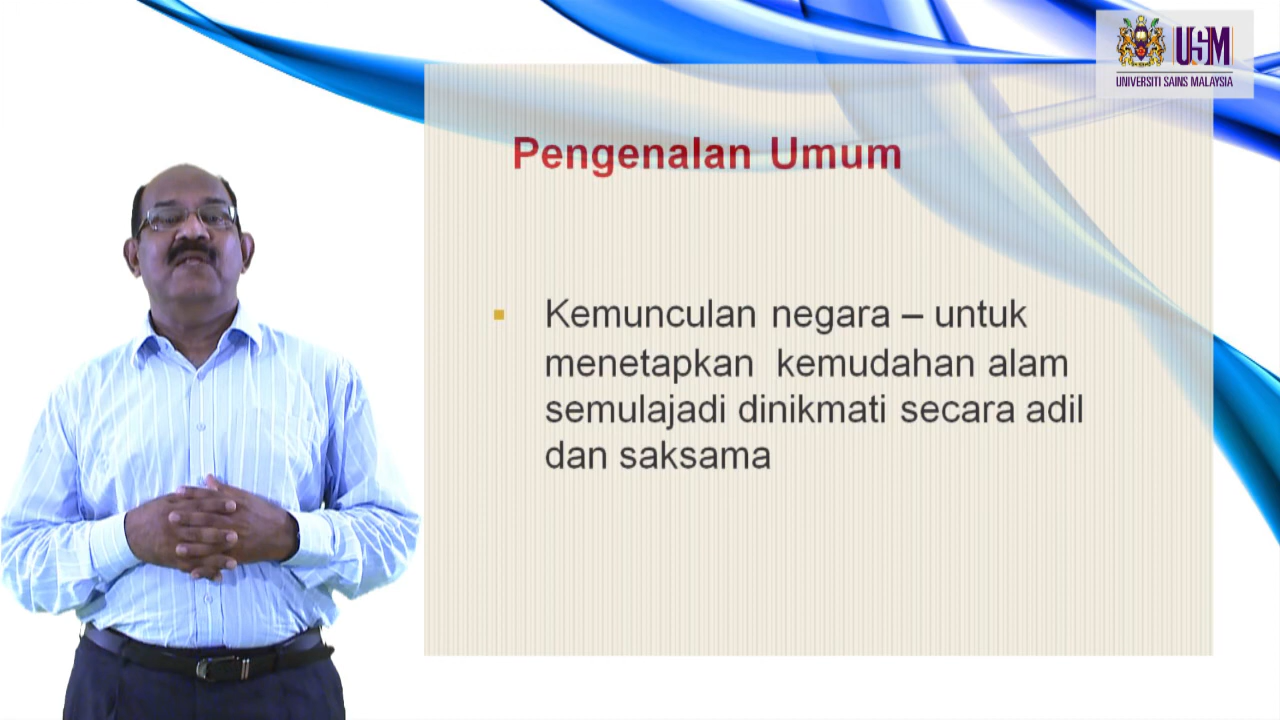 USM
UNIVERSITI SAINS MALAYSIA
Pengenalan Umum
Kemunculan negara – untuk
menetapkan kemudahan alam
semulajadi dinikmati secara adil
dan saksama